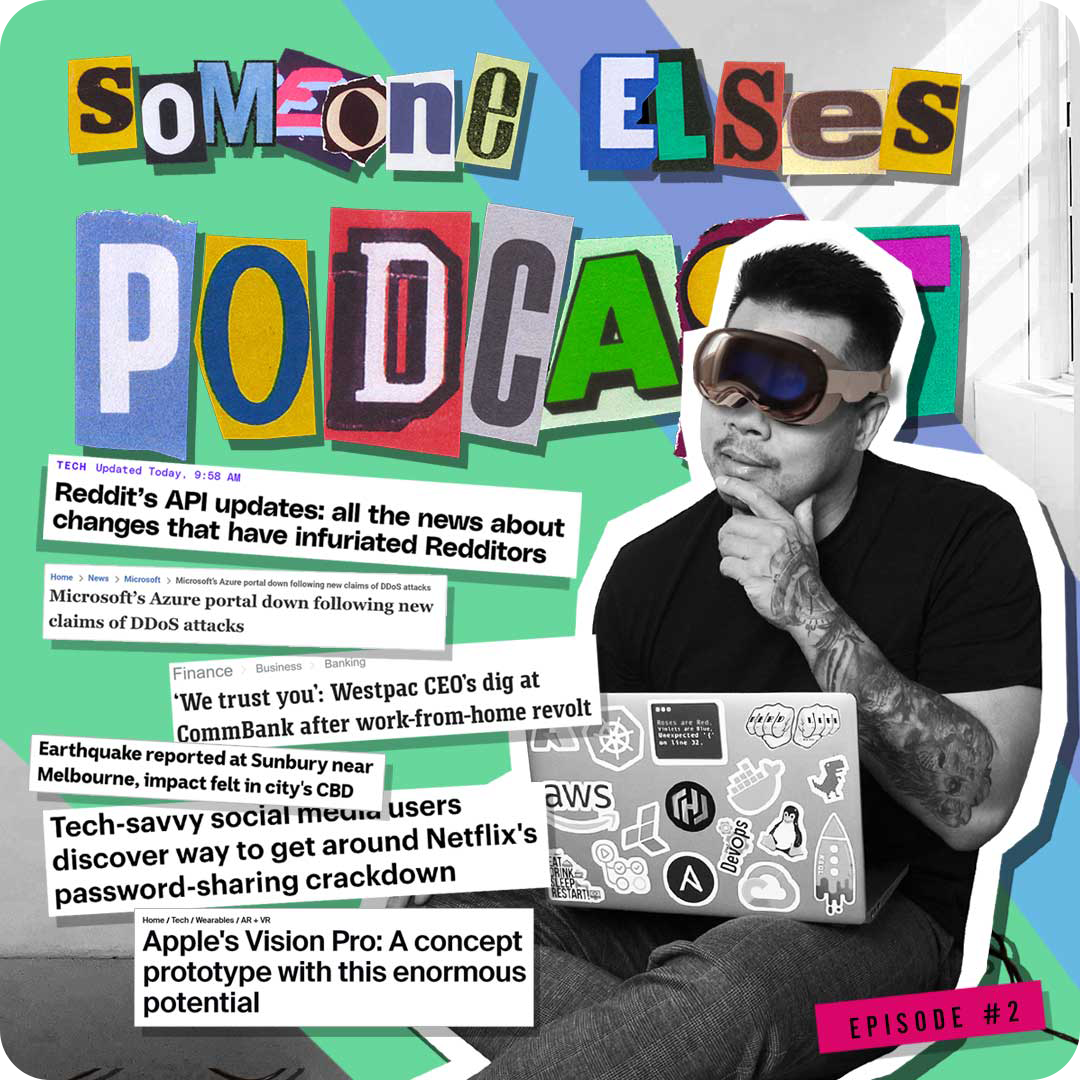 SoMEone ELSes
PODCAST
TECH Updated Today, 9:58 AM
Reddit's API updates: all the news about
changes that have infuriated Redditors
Home > News > Microsoft > Microsoft's Azure portal down following new claims of DDoS attacks
Microsoft's Azure portal down following new
claims of DDoS attacks
Finance > Business > Banking
'We trust you': Westpac CEO's dig at
CommBank after work-from-home revolt
Earthquake reported at Sunbury near
Melbourne, impact felt in city's CBD
Tech-savvy social media users
discover way to get around Netflix's
password-sharing crackdown
Home / Tech / Wearables / AR + VR
Apple's Vision Pro: A concept
prototype with this enormous
potential
Roses are Red,
Violets are Blue,
Unexpected '{'
on line 32.
aws
DevOps
EAT
DRINK
SLEEP
RESTART!
EPISODE #2